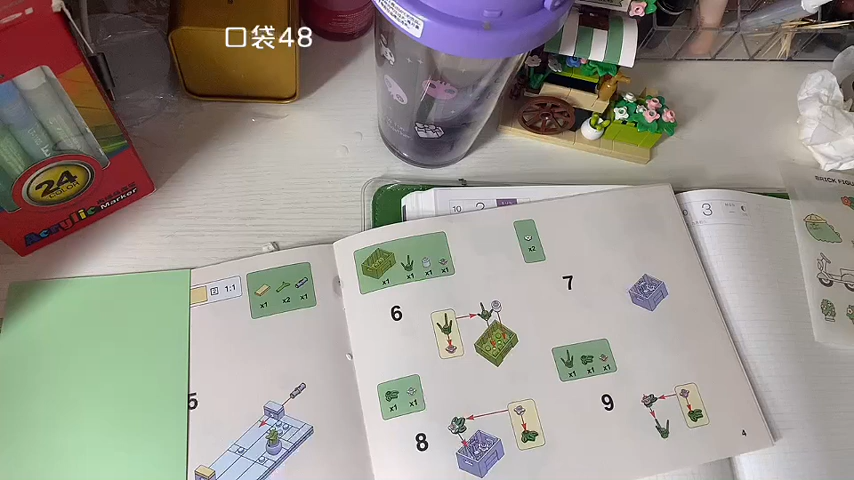 口袋48
24
COLOR
Acrylic Marker
BRICK FIGU
10
3
2 1:1
x1 x2 x1
5
x1 x1 x1 x1
6
x2
7
x1 x1
8
x1 x1 x1
9
4